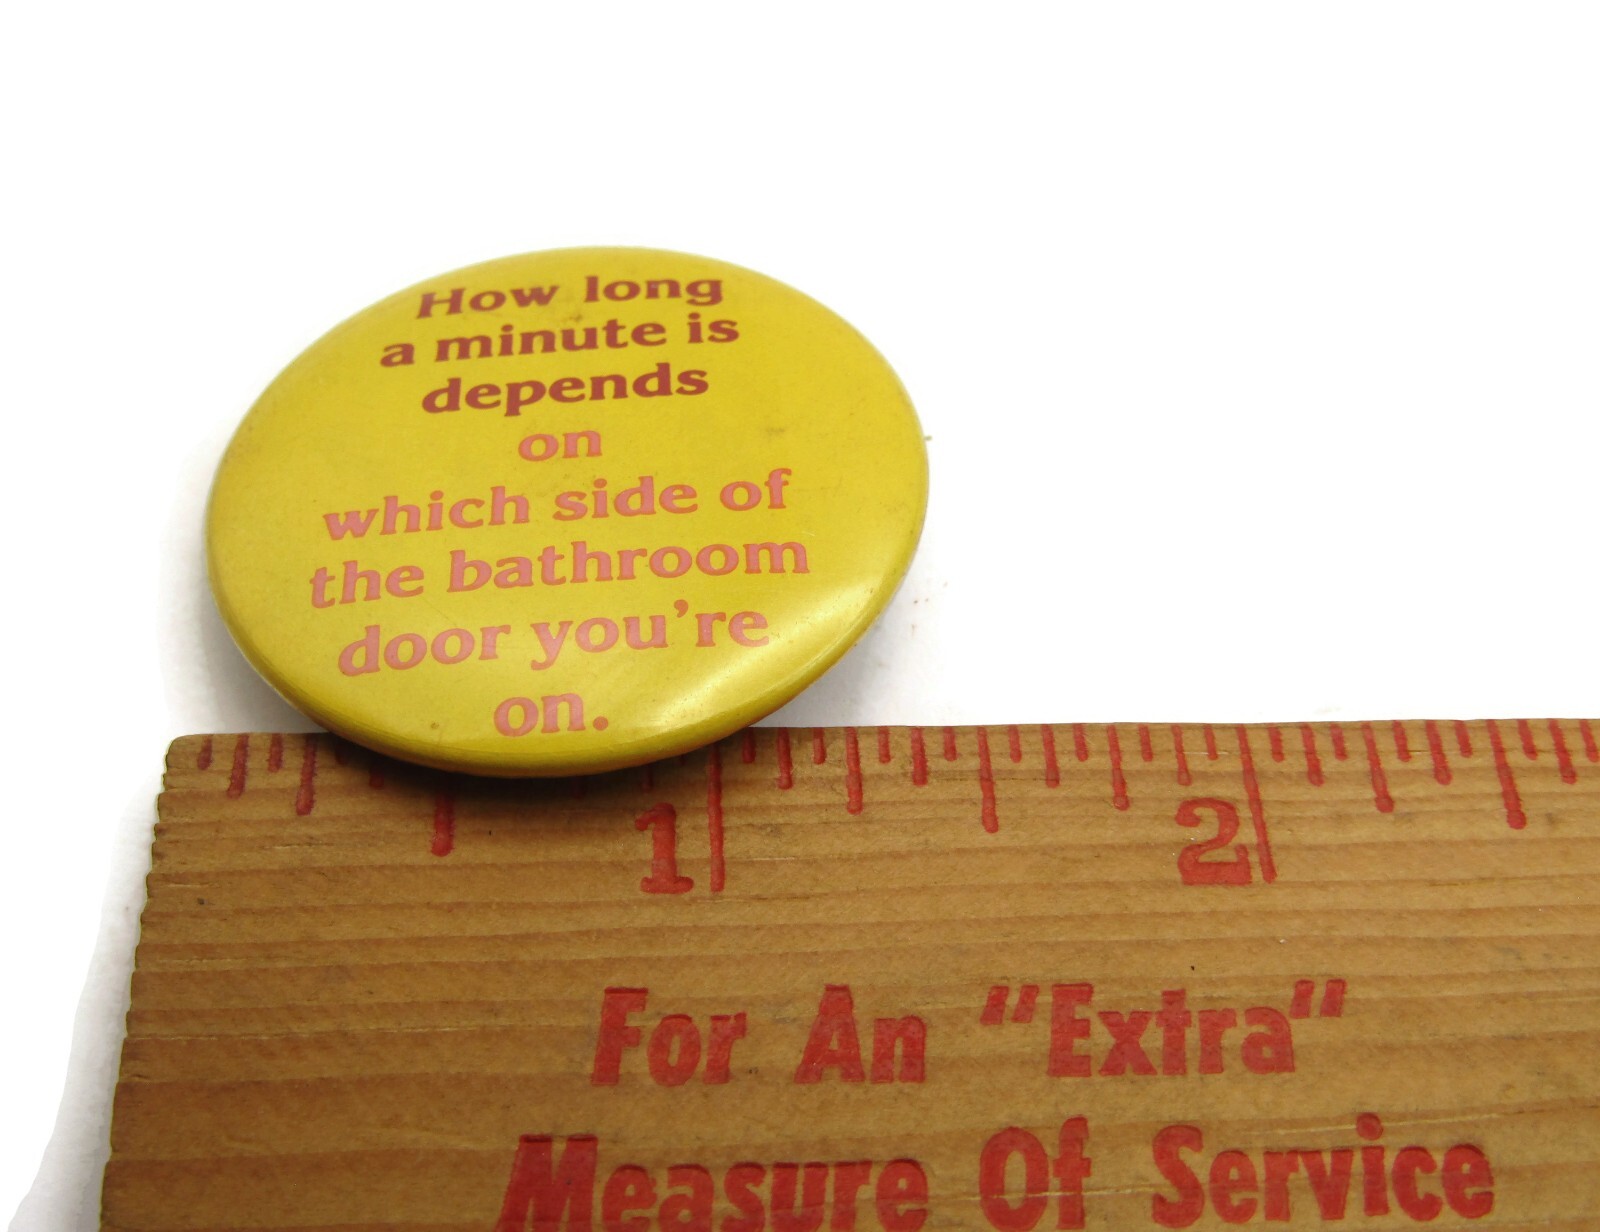 How long
a minute is
depends
on
which side of
the bathroom
door you're
on.
1 2
For An "Extra"
Measure Of Service